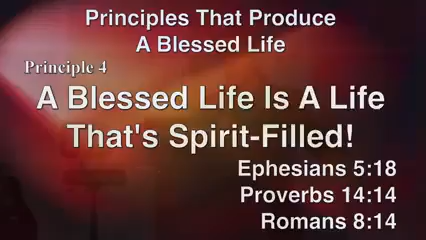 Principles That Produce
A Blessed Life
Principle 4
A Blessed Life Is A Life
That's Spirit-Filled!
Ephesians 5:18
Proverbs 14:14
Romans 8:14